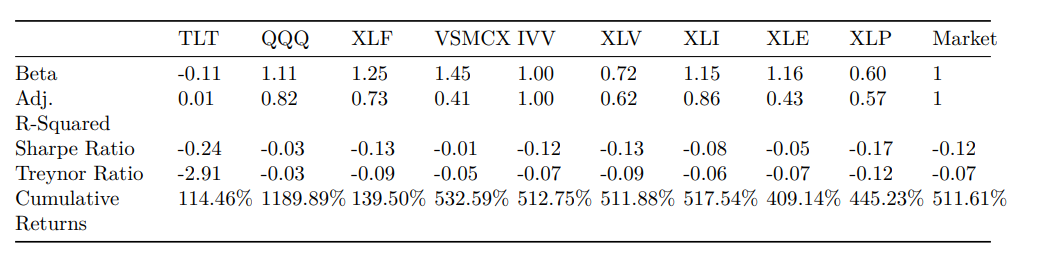 TLT QQQ XLF VSMCX IVV XLV XLI XLE XLP Market
Beta -0.11 1.11 1.25 1.45 1.00 0.72 1.15 1.16 0.60 1
Adj. 0.01 0.82 0.73 0.41 1.00 0.62 0.86 0.43 0.57 1
R-Squared
Sharpe Ratio -0.24 -0.03 -0.13 -0.01 -0.12 -0.13 -0.08 -0.05 -0.17 -0.12
Treynor Ratio -2.91 -0.03 -0.09 -0.05 -0.07 -0.09 -0.06 -0.07 -0.12 -0.07
Cumulative 114.46% 1189.89% 139.50% 532.59% 512.75% 511.88% 517.54% 409.14% 445.23% 511.61%
Returns